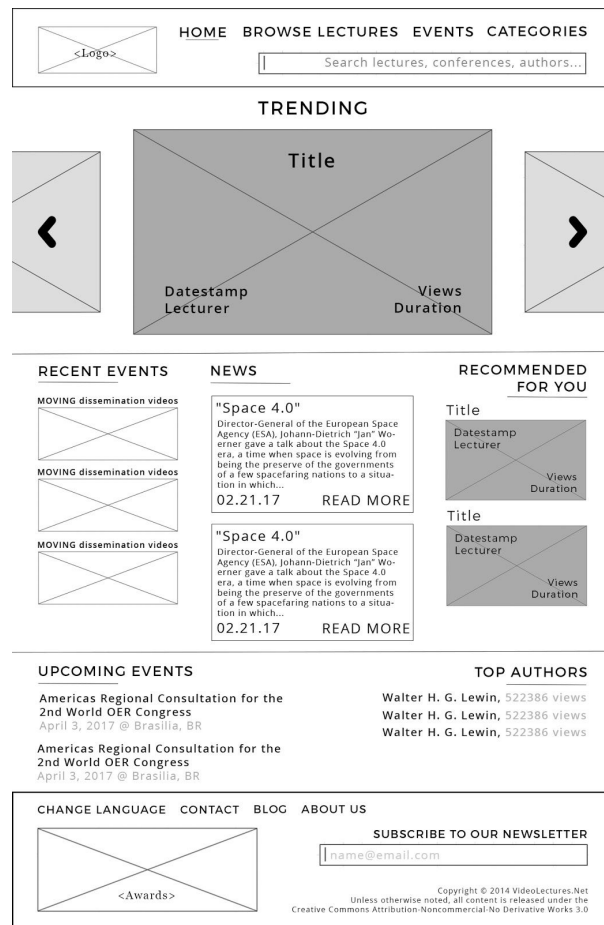 <Logo>
HOME BROWSE LECTURES EVENTS CATEGORIES
Search lectures, conferences, authors...
TRENDING
Title
Datestamp
Lecturer
Views
Duration
RECENT EVENTS
MOVING dissemination videos
MOVING dissemination videos
MOVING dissemination videos
NEWS
"Space 4.0"
Director-General of the European Space
Agency (ESA), Johann-Dietrich “Jan” Wo-
erner gave a talk about the Space 4.0
era, a time when space is evolving from
being the preserve of the governments
of a few spacefaring nations to a situa-
tion in which...
02.21.17 READ MORE
"Space 4.0"
Director-General of the European Space
Agency (ESA), Johann-Dietrich “Jan” Wo-
erner gave a talk about the Space 4.0
era, a time when space is evolving from
being the preserve of the governments
of a few spacefaring nations to a situa-
tion in which...
02.21.17 READ MORE
RECOMMENDED
FOR YOU
Title
Datestamp
Lecturer
Views
Duration
Title
Datestamp
Lecturer
Views
Duration
UPCOMING EVENTS
Americas Regional Consultation for the
2nd World OER Congress
April 3, 2017 @ Brasilia, BR
Americas Regional Consultation for the
2nd World OER Congress
April 3, 2017 @ Brasilia, BR
TOP AUTHORS
Walter H. G. Lewin, 522386 views
Walter H. G. Lewin, 522386 views
Walter H. G. Lewin, 522386 views
CHANGE LANGUAGE CONTACT BLOG ABOUT US
<Awards>
SUBSCRIBE TO OUR NEWSLETTER
name@email.com
Copyright © 2014 VideoLectures.Net
Unless otherwise noted, all content is released under the
Creative Commons Attribution-Noncommercial-No Derivative Works 3.0